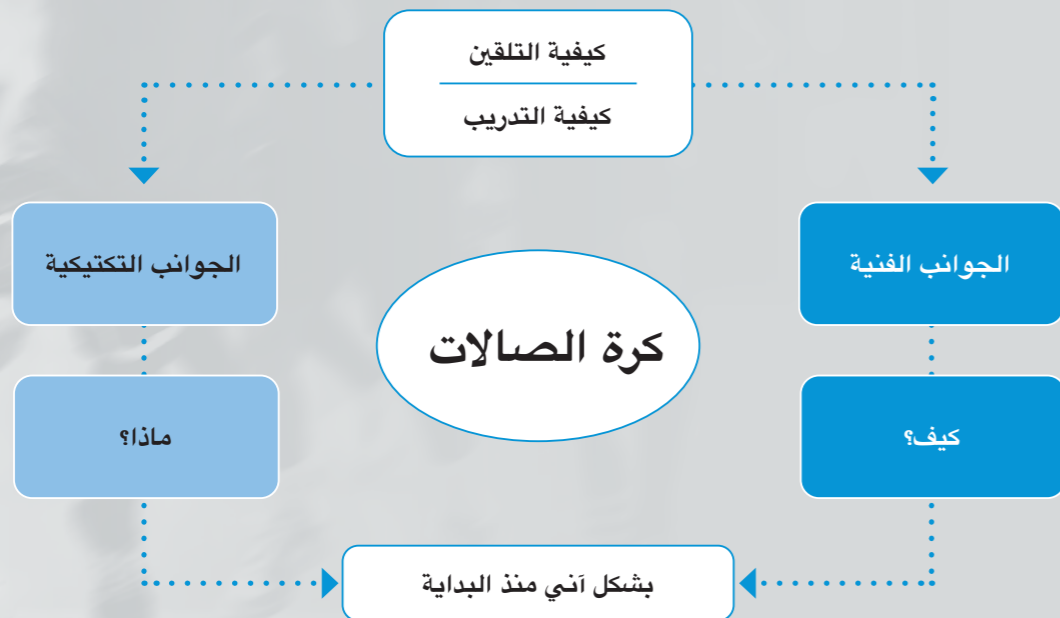 كيفية التلقين
كيفية التدريب
الجوانب الفنية
الجوانب التكتيكية
كرة الصالات
كيف؟
ماذا؟
بشكل آني منذ البداية